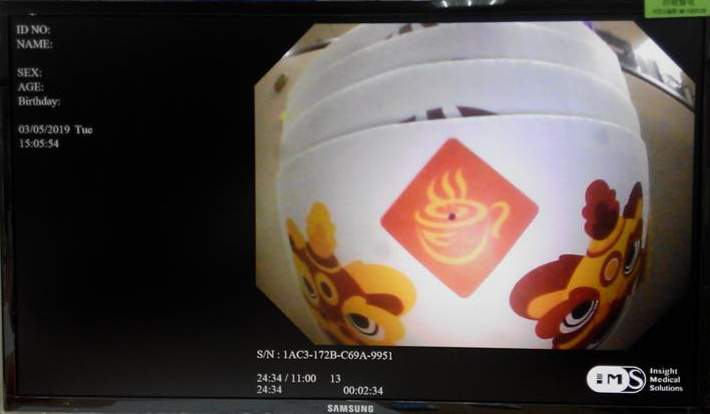 ID NO:
NAME:
SEX:
AGE:
Birthday:
03/05/2019 Tue
15:05:54
S/N : 1AC3-172B-C69A-9951
24:34 / 11:00 13
24:34 00:02:34
iMS Insight
Medical
Solutions
SAMSUNG